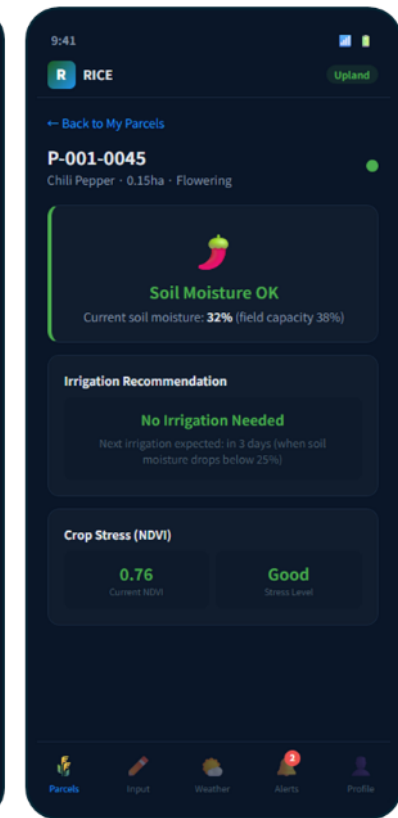 9:41
R RICE Upland
← Back to My Parcels
P-001-0045
Chili Pepper · 0.15ha · Flowering
Soil Moisture OK
Current soil moisture: 32% (field capacity 38%)
Irrigation Recommendation
No Irrigation Needed
Next irrigation expected: in 3 days (when soil
moisture drops below 25%)
Crop Stress (NDVI)
0.76 Good
Current NDVI Stress Level
2
Parcels Input Weather Alerts Profile